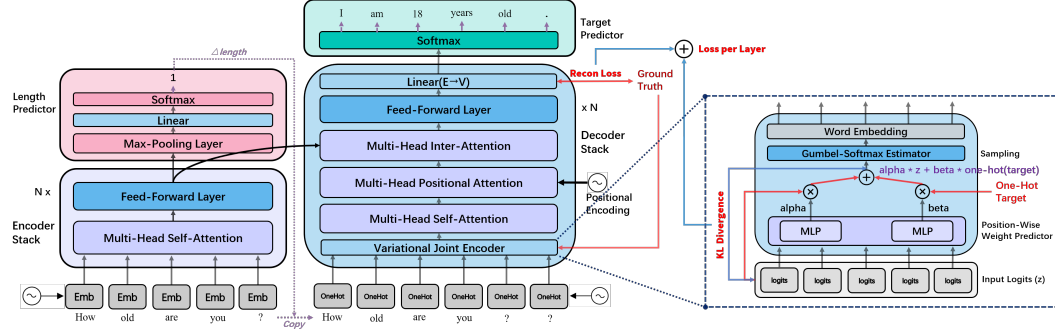 △length
1
Softmax
Linear
Max-Pooling Layer
Length
Predictor
N x
Feed-Forward Layer
Encoder
Stack
Multi-Head Self-Attention
Emb Emb Emb Emb Emb
How old are you ?
Copy
I am 18 years old .
Softmax
Target
Predictor
Linear(E→V)
Recon Loss
Ground
Truth
Loss per Layer
Feed-Forward Layer
x N
Decoder
Stack
Multi-Head Inter-Attention
Multi-Head Positional Attention
Positional
Encoding
Multi-Head Self-Attention
Variational Joint Encoder
OneHot OneHot OneHot OneHot OneHot OneHot
How old are you ? ?
Word Embedding
Gumbel-Softmax Estimator
Sampling
alpha * z + beta * one-hot(target)
One-Hot
Target
alpha
beta
KL Divergence
MLP MLP
Position-Wise
Weight Predictor
logits logits logits logits logits
Input Logits (z)